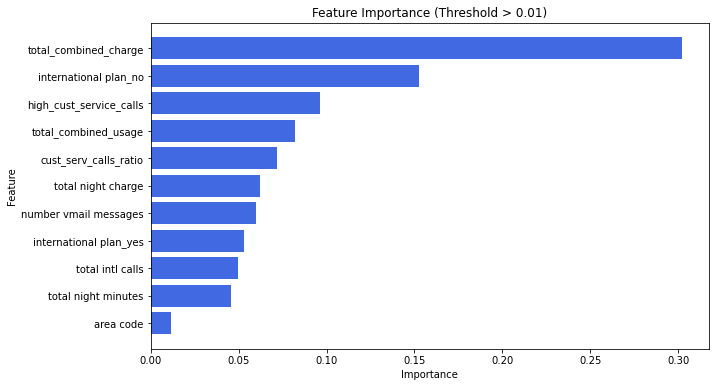 Feature Importance (Threshold > 0.01)
total_combined_charge
international plan_no
high_cust_service_calls
total_combined_usage
cust_serv_calls_ratio
total night charge
number vmail messages
international plan_yes
total intl calls
total night minutes
area code
Feature
0.00 0.05 0.10 0.15 0.20 0.25 0.30
Importance